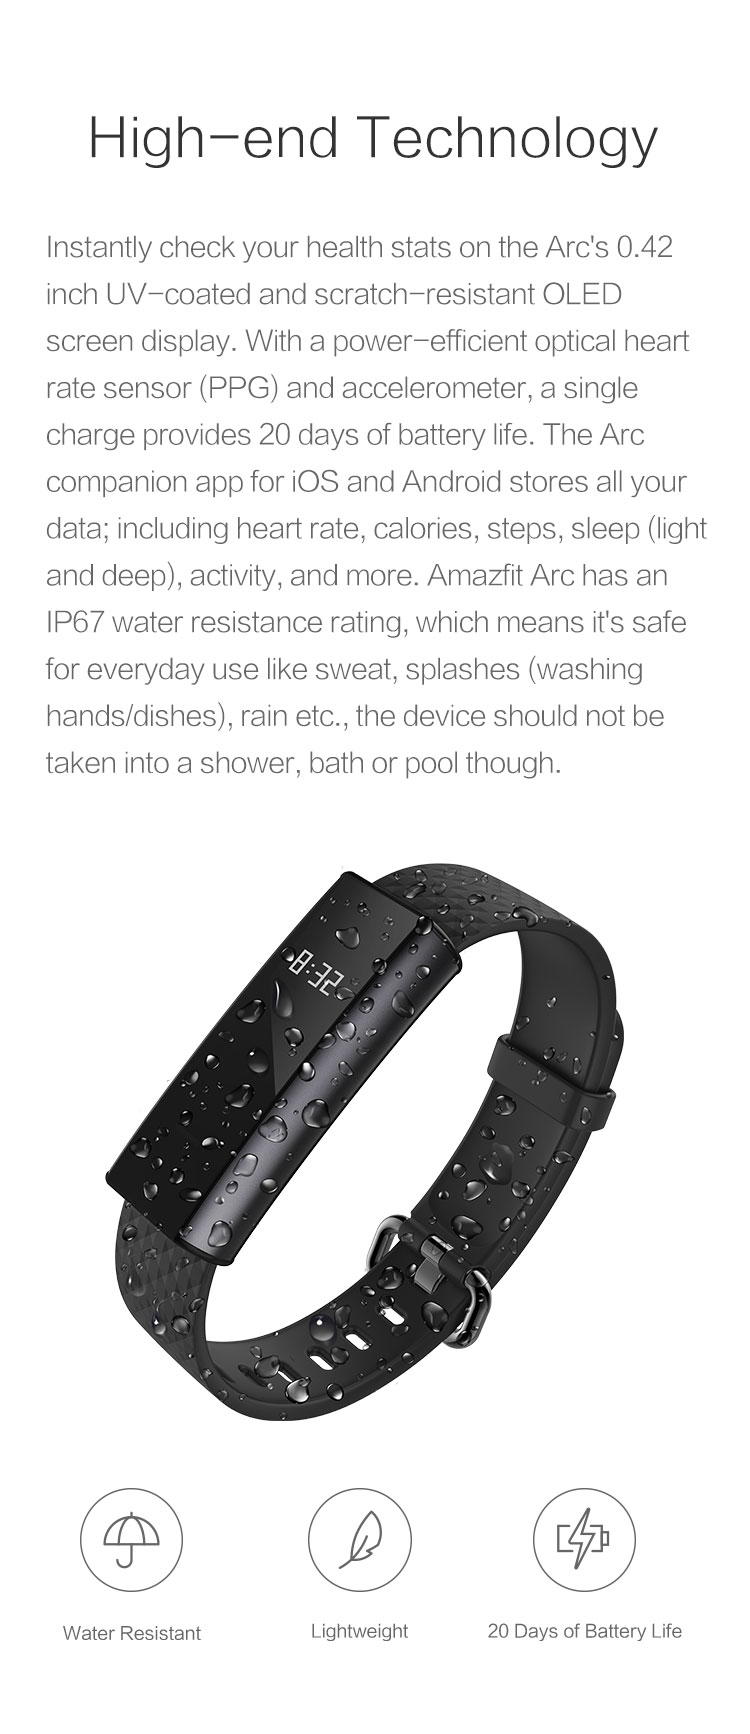 High-end Technology
Instantly check your health stats on the Arc's 0.42
inch UV-coated and scratch-resistant OLED
screen display. With a power-efficient optical heart
rate sensor (PPG) and accelerometer, a single
charge provides 20 days of battery life. The Arc
companion app for iOS and Android stores all your
data; including heart rate, calories, steps, sleep (light
and deep), activity, and more. Amazfit Arc has an
IP67 water resistance rating, which means it's safe
for everyday use like sweat, splashes (washing
hands/dishes), rain etc., the device should not be
taken into a shower, bath or pool though.
8:32
Water Resistant
Lightweight
20 Days of Battery Life